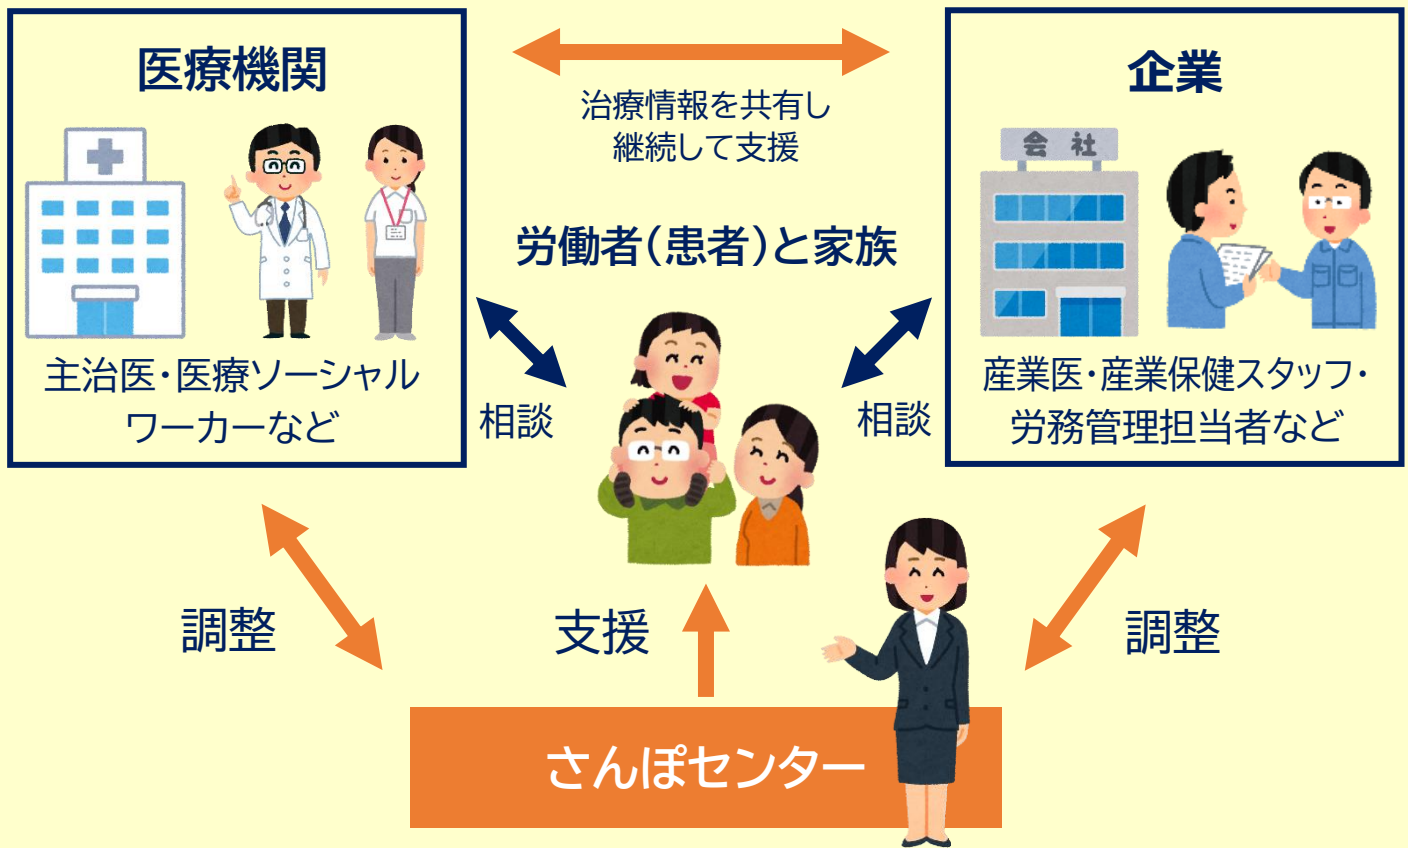 医療機関
主治医・医療ソーシャル
ワーカーなど
治療情報を共有し
継続して支援
企業
会社
産業医・産業保健スタッフ・
労務管理担当者など
労働者(患者)と家族
相談
相談
調整
支援
調整
さんぽセンター